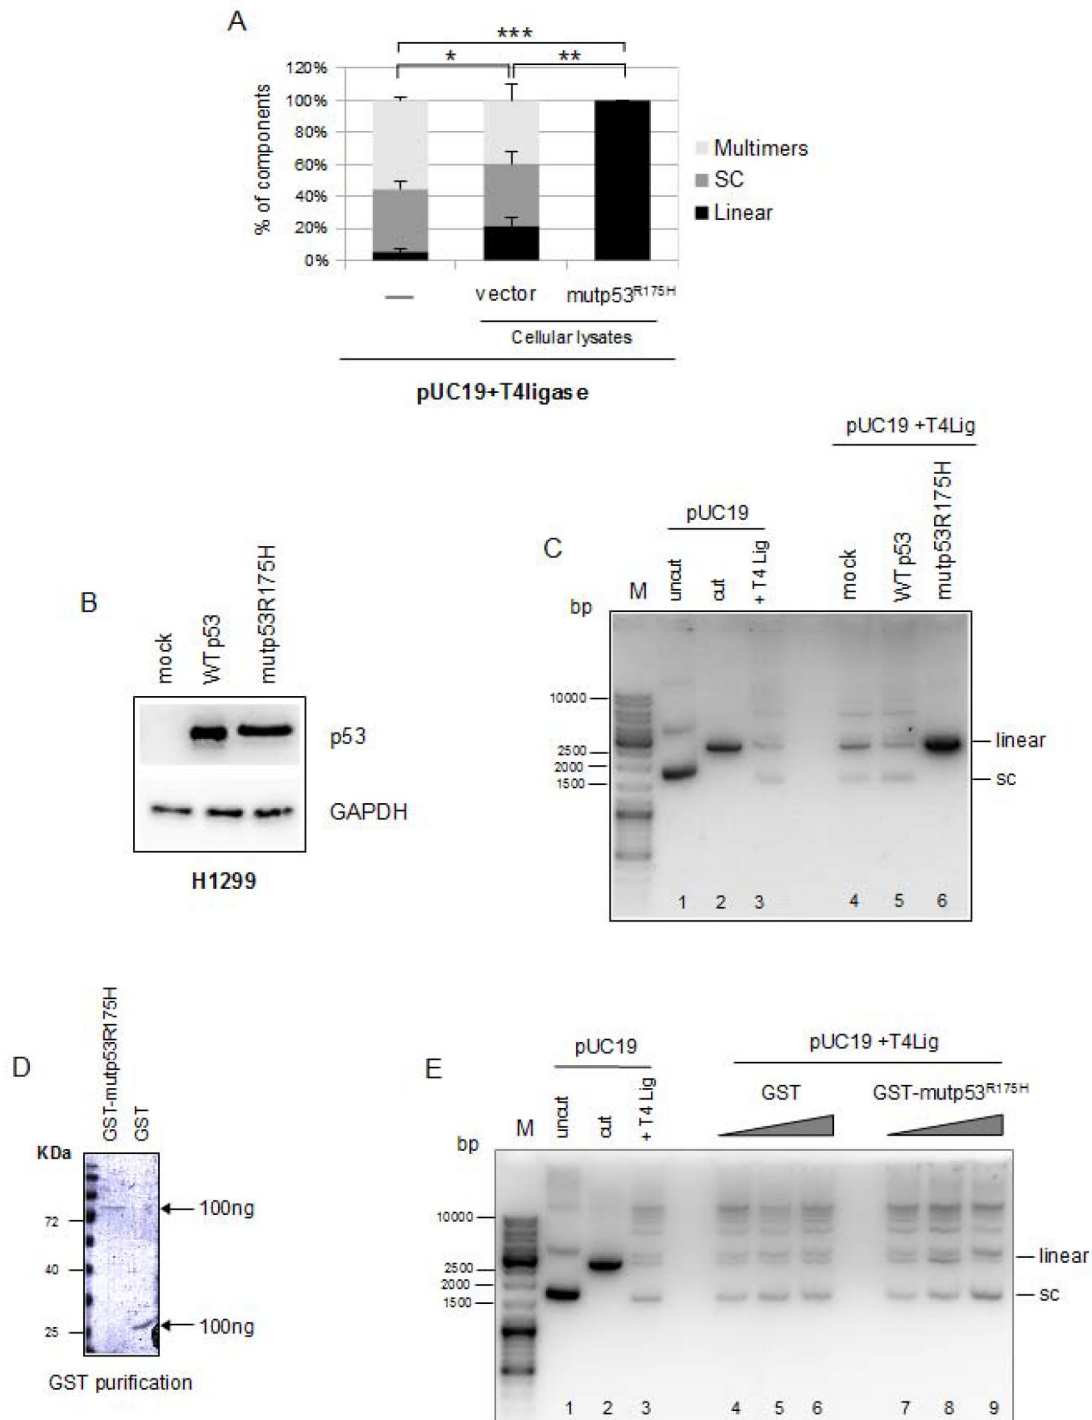 A
***
* **
120%
100%
80%
60%
40%
20%
0%
% of components
Multimers
SC
Linear
— vector mutp53R175H
Cellular lysates
pUC19+T4ligase
B
mock
WTp53
mutp53R175H
p53
GAPDH
H1299
C
pUC19 +T4Lig
pUC19
bp
M
uncut
cut
+ T4 Lig
mock
WTp53
mutp53R175H
10000
2500
2000
1500
linear
sc
1 2 3 4 5 6
D
GST-mutp53R175H
GST
KDa
72
40
25
100ng
100ng
GST purification
E
pUC19
pUC19 +T4Lig
GST
GST-mutp53R175H
bp
M
uncut
cut
+ T4 Lig
10000
2500
2000
1500
linear
sc
1 2 3 4 5 6 7 8 9